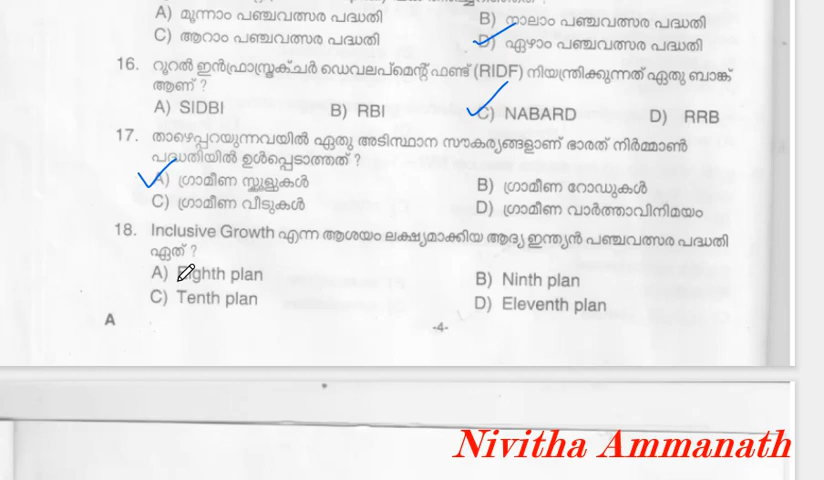 A) മൂന്നാം പഞ്ചവത്സര പദ്ധതി B) നാലാം പഞ്ചവത്സര പദ്ധതി
C) ആറാം പഞ്ചവത്സര പദ്ധതി D) ഏഴാം പഞ്ചവത്സര പദ്ധതി
16. റൂറൽ ഇൻഫ്രാസ്ട്രക്ചർ ഡെവലപ്മെന്റ് ഫണ്ട് (RIDF) നിയന്ത്രിക്കുന്നത് ഏതു ബാങ്ക്
ആണ് ?
A) SIDBI B) RBI C) NABARD D) RRB
17. താഴെപ്പറയുന്നവയിൽ ഏതു അടിസ്ഥാന സൗകര്യങ്ങളാണ് ഭാരത് നിർമ്മാൺ
പദ്ധതിയിൽ ഉൾപ്പെടാത്തത് ?
A) ഗ്രാമീണ സ്കൂളുകൾ B) ഗ്രാമീണ റോഡുകൾ
C) ഗ്രാമീണ വീടുകൾ D) ഗ്രാമീണ വാർത്താവിനിമയം
18. Inclusive Growth എന്ന ആശയം ലക്ഷ്യമാക്കിയ ആദ്യ ഇന്ത്യൻ പഞ്ചവത്സര പദ്ധതി
ഏത് ?
A) Eighth plan B) Ninth plan
C) Tenth plan D) Eleventh plan
A -4-
Nivitha Ammanath